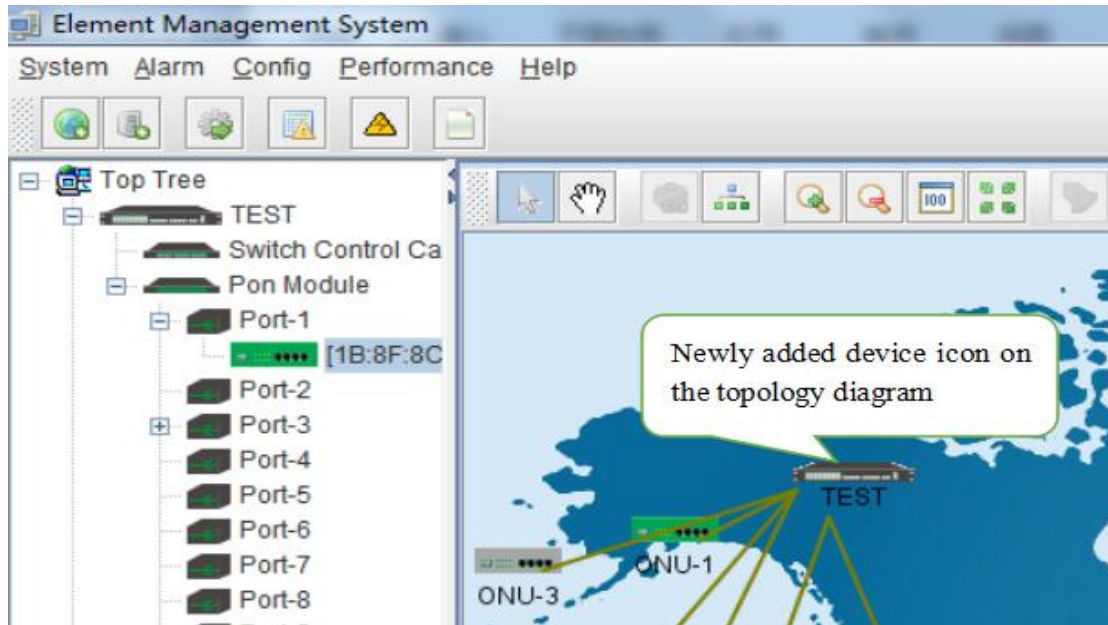 Element Management System
System Alarm Config Performance Help
Top Tree
TEST
Switch Control Ca
Pon Module
Port-1
[1B:8F:8C
Port-2
Port-3
Port-4
Port-5
Port-6
Port-7
Port-8
100
Newly added device icon on
the topology diagram
TEST
ONU-1
ONU-3